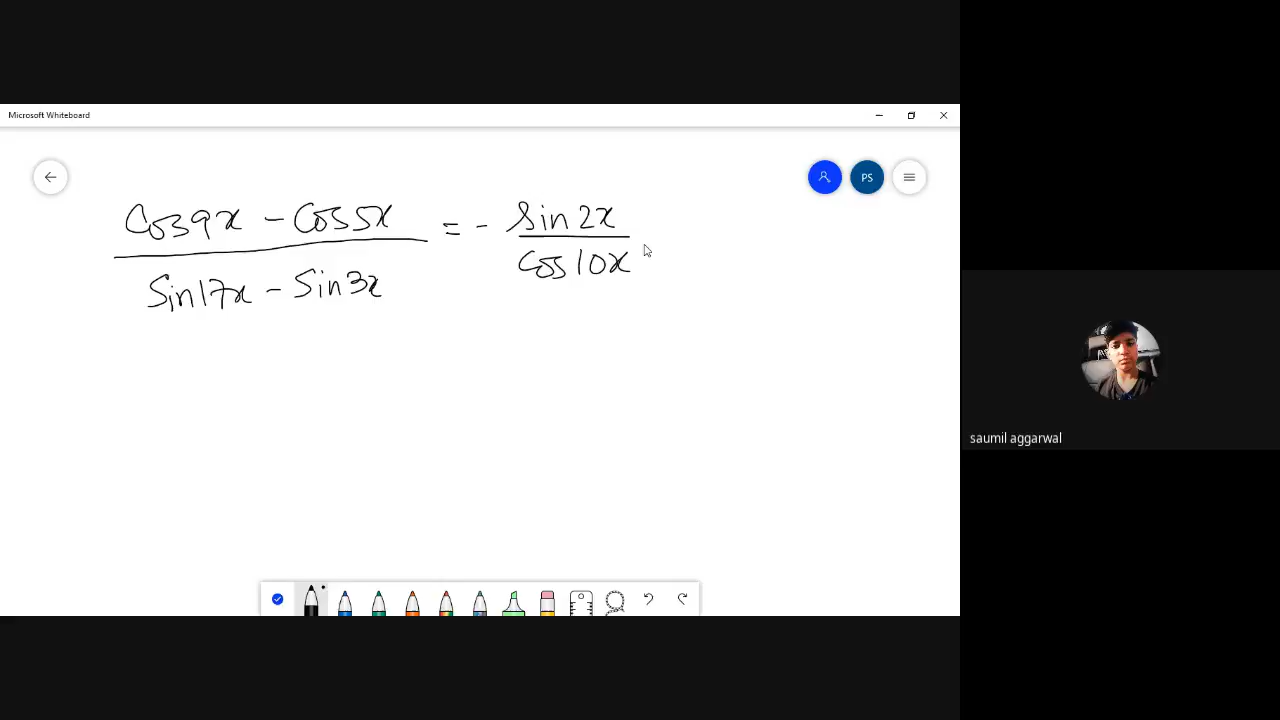 Microsoft Whiteboard
PS
Cos9x - Cos5x = - Sin2x
Sin17x - Sin3x cos10x
saumil aggarwal